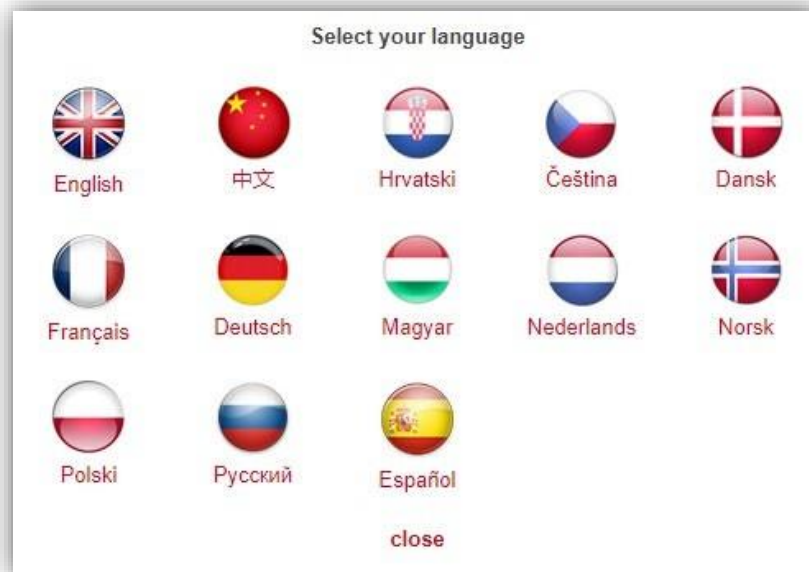 Select your language
English 中文 Hrvatski Čeština Dansk
Français Deutsch Magyar Nederlands Norsk
Polski Русский Español
close